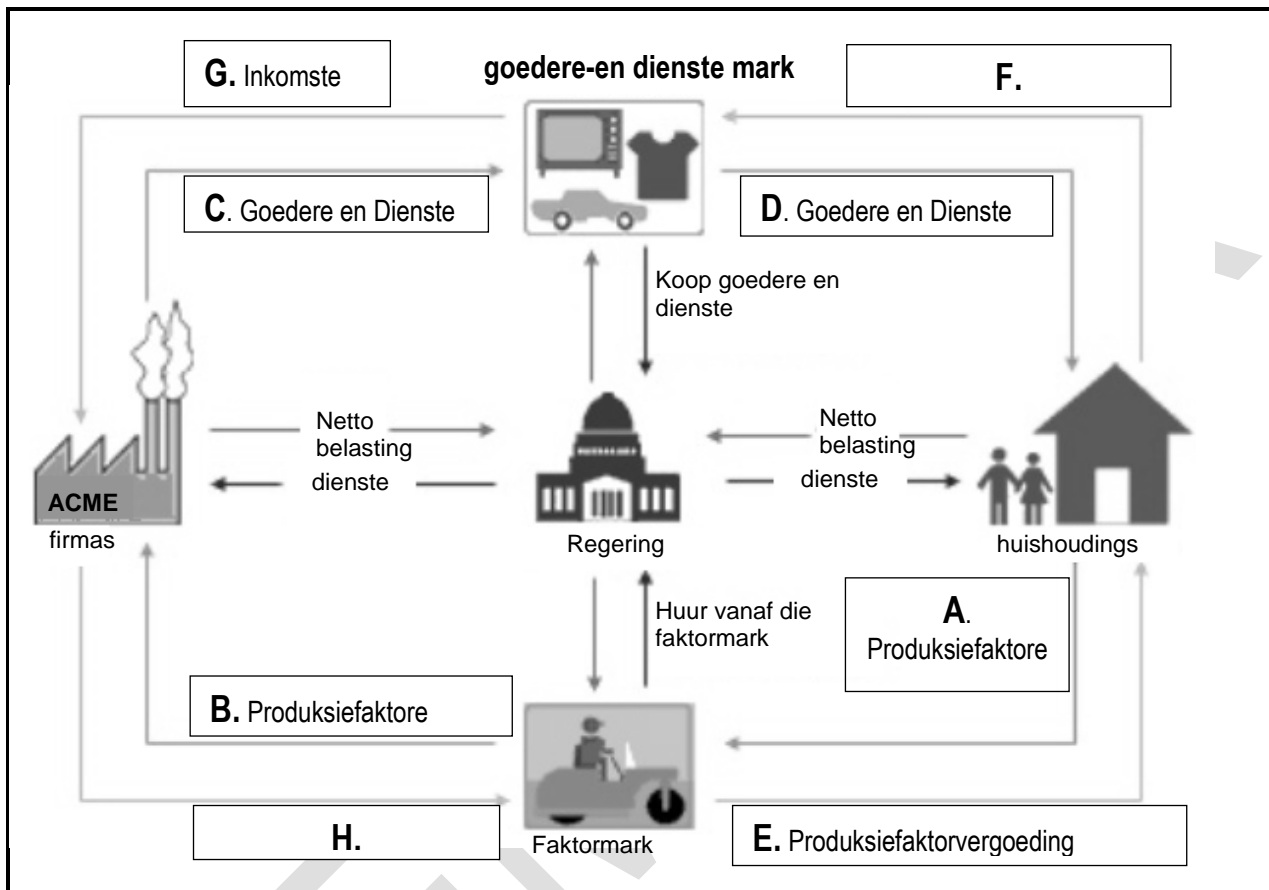 G. Inkomste
goedere-en dienste mark
F.
C. Goedere en Dienste
D. Goedere en Dienste
Koop goedere en
dienste
Netto
belasting
dienste
Netto
belasting
dienste
ACME
firmas
Regering
huishoudings
Huur vanaf die
faktormark
A.
Produksiefaktore
B. Produksiefaktore
H.
Faktormark
E. Produksiefaktorvergoeding